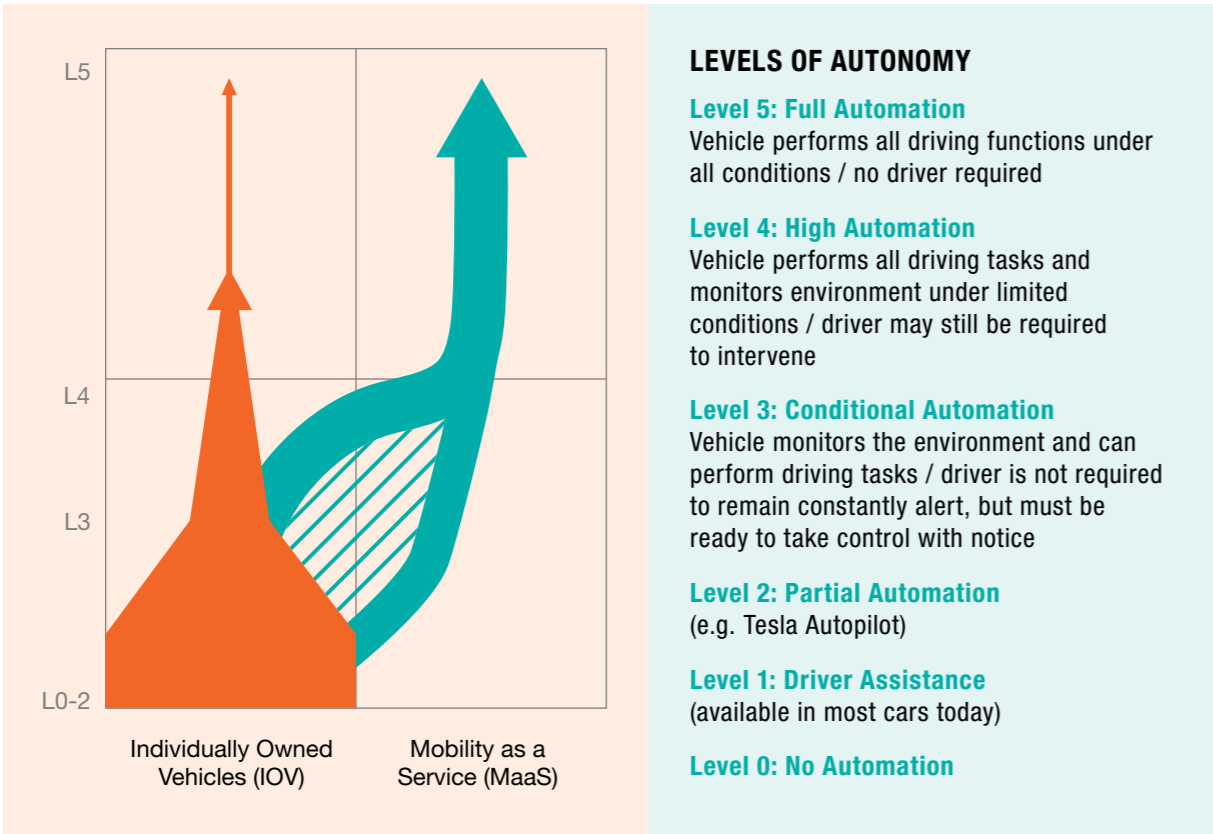 L5
L4
L3
L0-2
Individually Owned
Vehicles (IOV)
Mobility as a
Service (MaaS)
LEVELS OF AUTONOMY
Level 5: Full Automation
Vehicle performs all driving functions under
all conditions / no driver required
Level 4: High Automation
Vehicle performs all driving tasks and
monitors environment under limited
conditions / driver may still be required
to intervene
Level 3: Conditional Automation
Vehicle monitors the environment and can
perform driving tasks / driver is not required
to remain constantly alert, but must be
ready to take control with notice
Level 2: Partial Automation
(e.g. Tesla Autopilot)
Level 1: Driver Assistance
(available in most cars today)
Level 0: No Automation